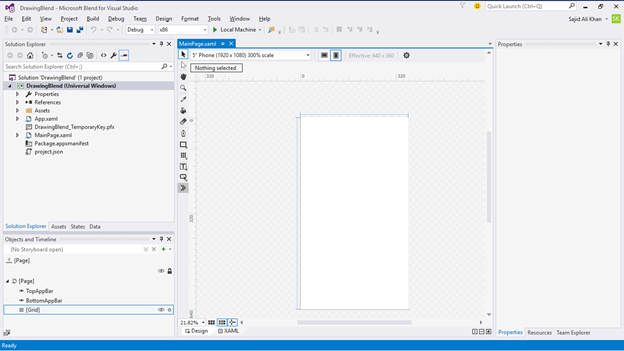 DrawingBlend - Microsoft Blend for Visual Studio
Quick Launch (Ctrl+Q)
File Edit View Project Build Debug Team Design Format Tools Window Help
Sajid Ali Khan SK
Debug x86 Local Machine
Solution Explorer
Search Solution Explorer (Ctrl+;)
Solution 'DrawingBlend' (1 project)
DrawingBlend (Universal Windows)
Properties
References
Assets
App.xaml
DrawingBlend_TemporaryKey.pfx
MainPage.xaml
Package.appxmanifest
project.json
Solution Explorer Assets States Data
Objects and Timeline
(No Storyboard open)
[Page]
[Page]
TopAppBar
BottomAppBar
[Grid]
MainPage.xaml
5" Phone (1920 x 1080) 300% scale
Effective: 640 x 360
Nothing selected
320 0 320
0
320
640
21.82%
Design XAML
Properties
Properties Resources Team Explorer
Ready